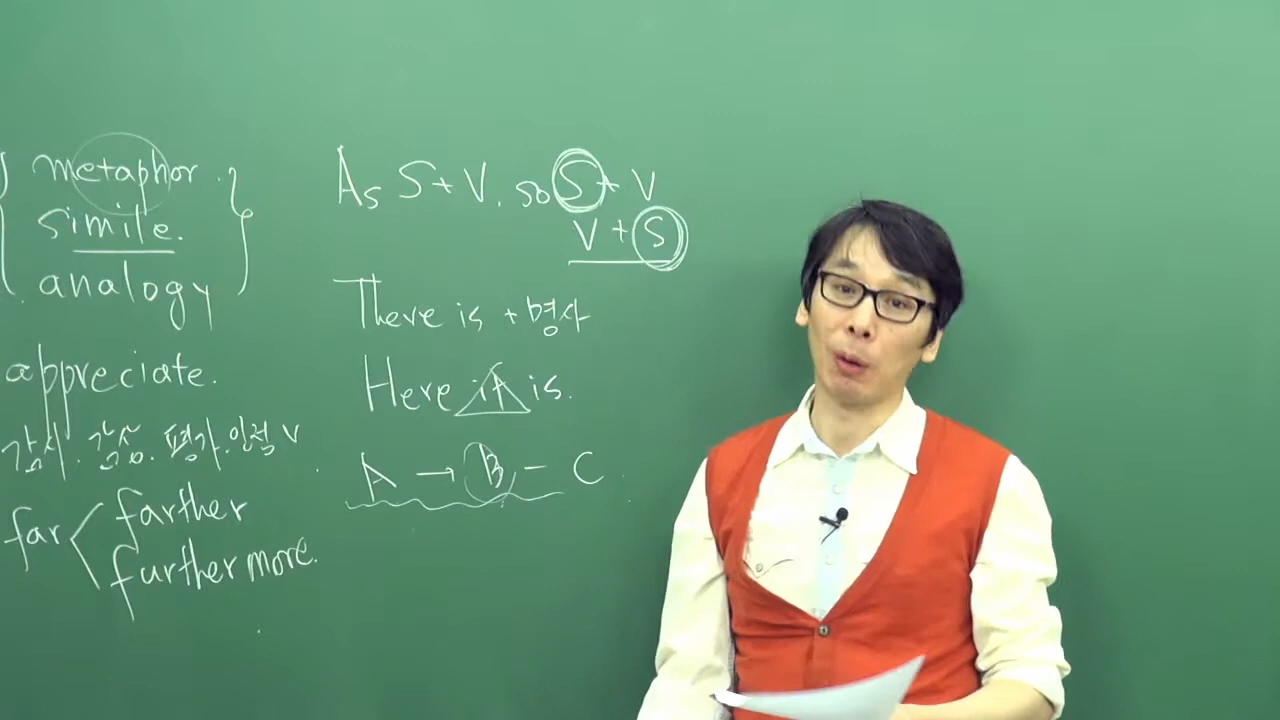 metaphor.
simile.
analogy
appreciate.
감사. 감상. 평가. 인정 V
far
farther
furthermore.
As S+V, so S+V
V+S
There is + 명사
Here it is.
A → B - C